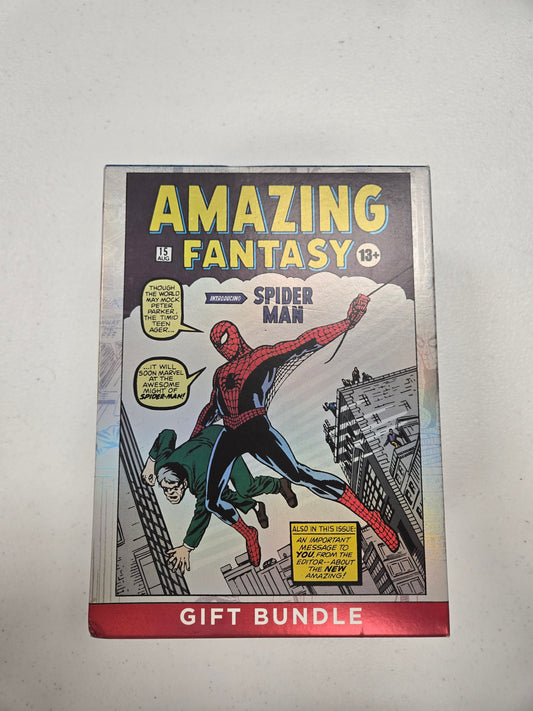 AMAZING
15
AUG.
FANTASY
13+
INTRODUCING
SPIDER
MAN
THOUGH
THE WORLD
MAY MOCK
PETER
PARKER,
THE TIMID
TEEN
AGER...
...IT WILL
SOON MARVEL
AT THE
AWESOME
MIGHT OF
SPIDER-MAN!
ALSO IN THIS ISSUE:
AN IMPORTANT
MESSAGE TO
YOU, FROM THE
EDITOR--ABOUT
THE NEW
AMAZING!
GIFT BUNDLE